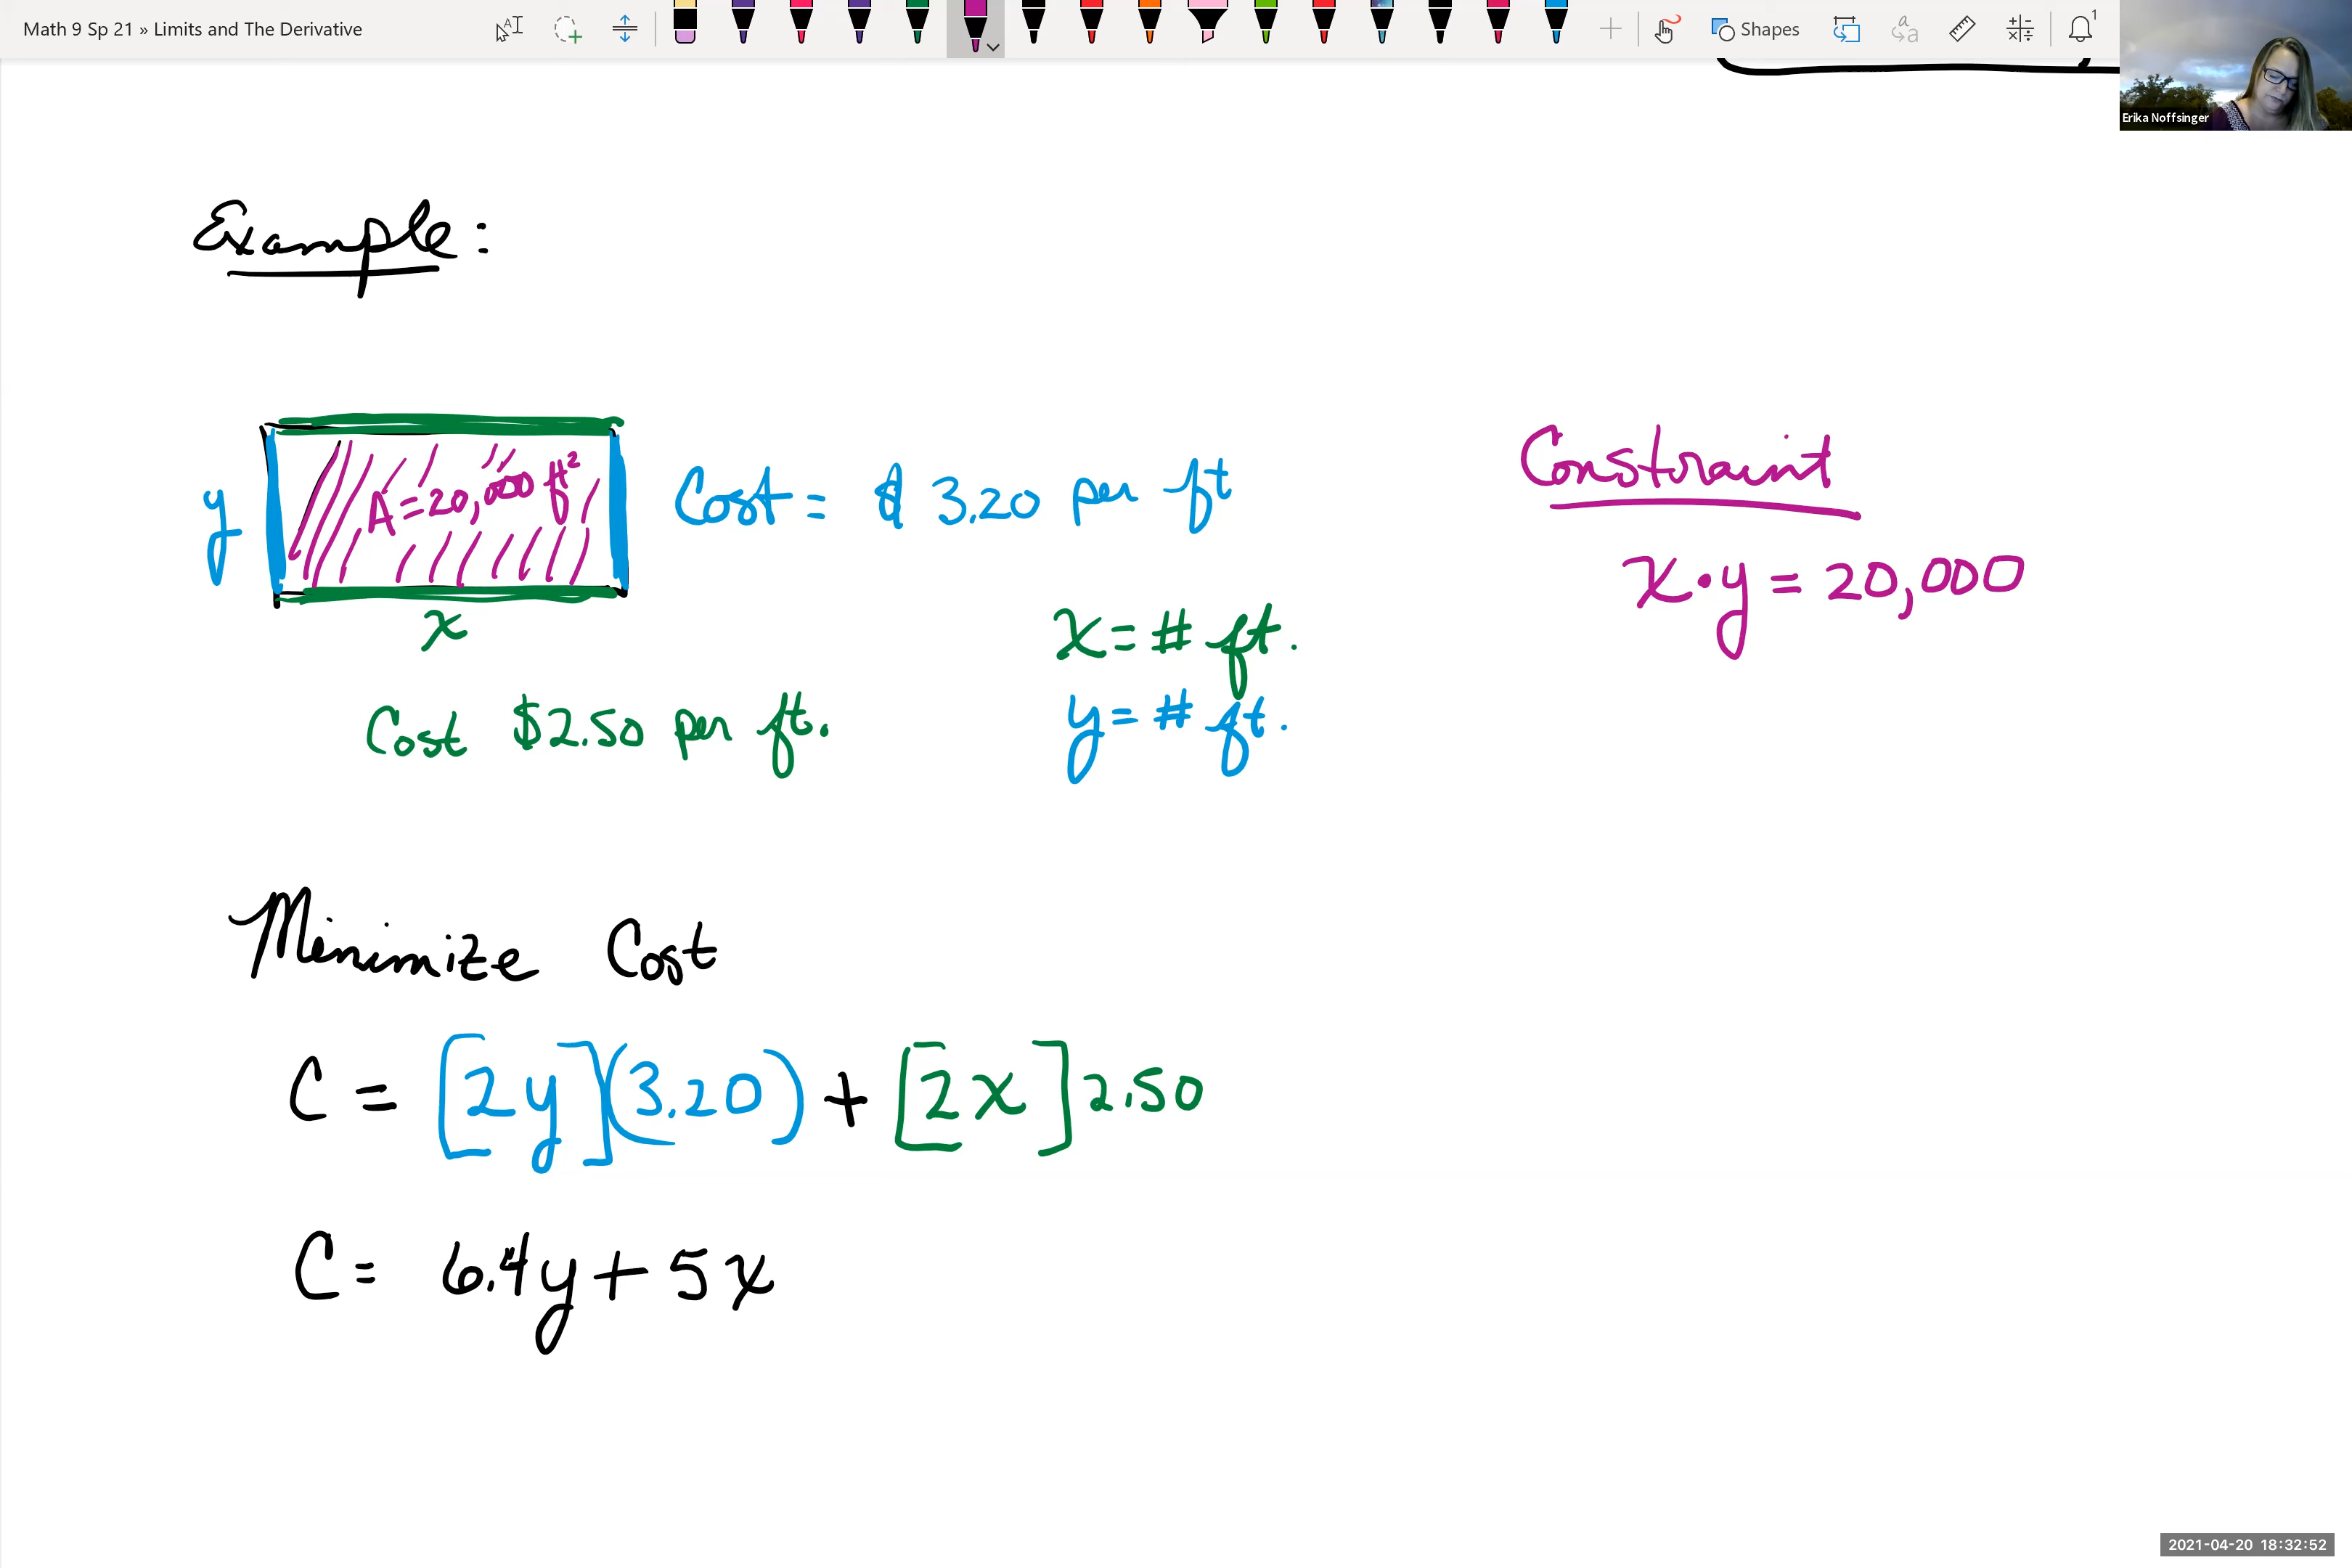 Math 9 Sp 21 » Limits and The Derivative
Shapes
1
Erika Noffsinger
Example:
A = 20,000 ft²
y
Cost = $ 3.20 per ft
Constraint
x · y = 20,000
x
x = # ft.
Cost $2.50 per ft.
y = # ft.
Minimize Cost
C = [2y](3.20) + [2x]2.50
C = 6.4y + 5x
2021-04-20 18:32:52